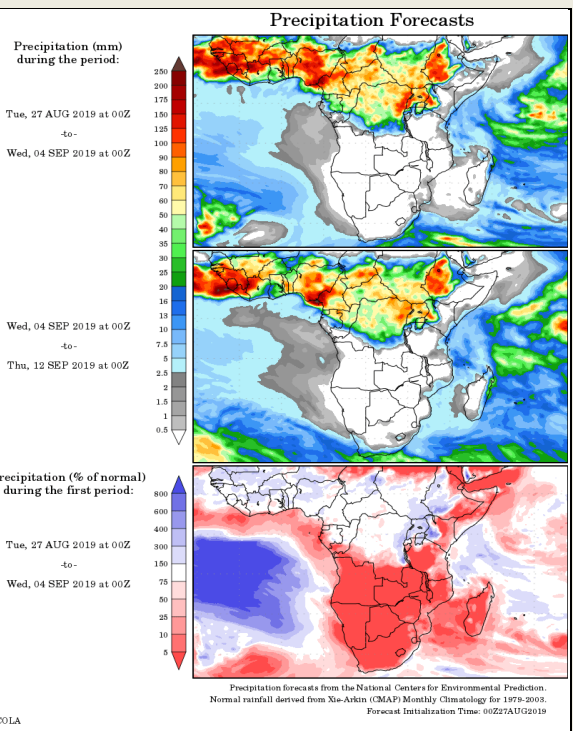 Precipitation Forecasts
Precipitation (mm)
during the period:
Tue, 27 AUG 2019 at 00Z
-to-
Wed, 04 SEP 2019 at 00Z
250
200
175
150
125
100
90
80
70
60
50
40
35
30
25
20
16
13
10
7.5
5
2.5
2
1.5
1
0.5
Wed, 04 SEP 2019 at 00Z
-to-
Thu, 12 SEP 2019 at 00Z
recipitation (% of normal)
during the first period:
Tue, 27 AUG 2019 at 00Z
-to-
Wed, 04 SEP 2019 at 00Z
800
600
400
300
150
75
50
25
10
5
Precipitation forecasts from the National Centers for Environmental Prediction.
Normal rainfall derived from Xie-Arkin (CMAP) Monthly Climatology for 1979-2003.
Forecast Initialization Time: 00Z27AUG2019
COLA